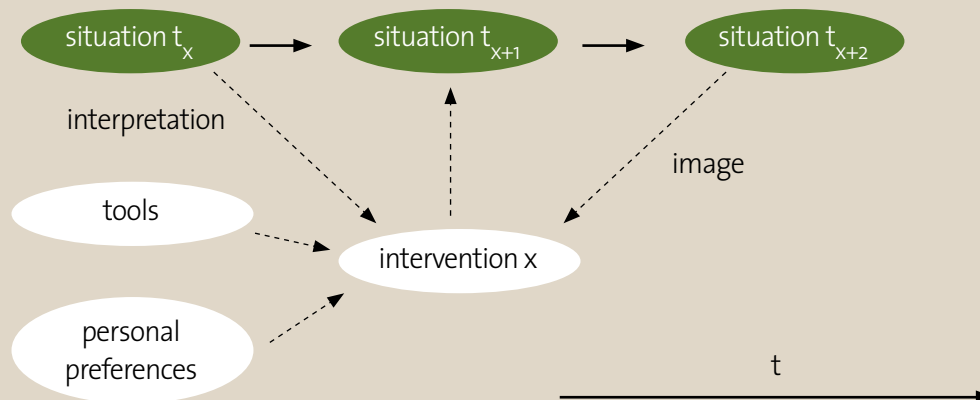 situation tx
situation tx+1
situation tx+2
interpretation
image
tools
intervention x
personal
preferences
t